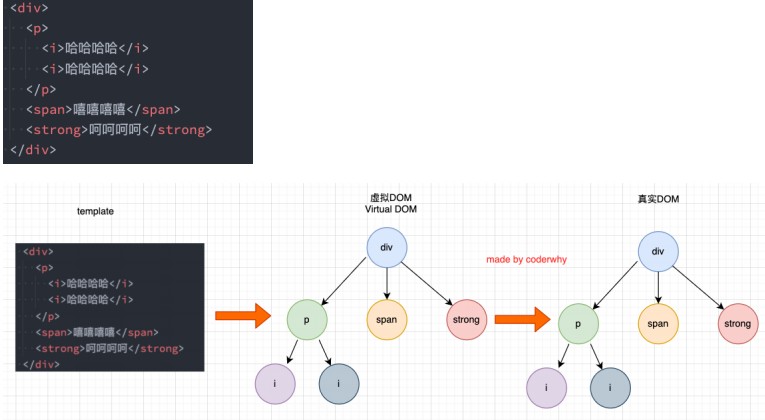 <div>
<p>
<i>哈哈哈哈</i>
<i>哈哈哈哈</i>
</p>
<span>嘻嘻嘻嘻</span>
<strong>呵呵呵呵</strong>
</div>
template
虚拟DOM
Virtual DOM
真实DOM
<div>
<p>
<i>哈哈哈哈</i>
<i>哈哈哈哈</i>
</p>
<span>嘻嘻嘻嘻</span>
<strong>呵呵呵呵</strong>
</div>
div
p
span
strong
i
i
made by coderwhy
div
p
span
strong
i
i